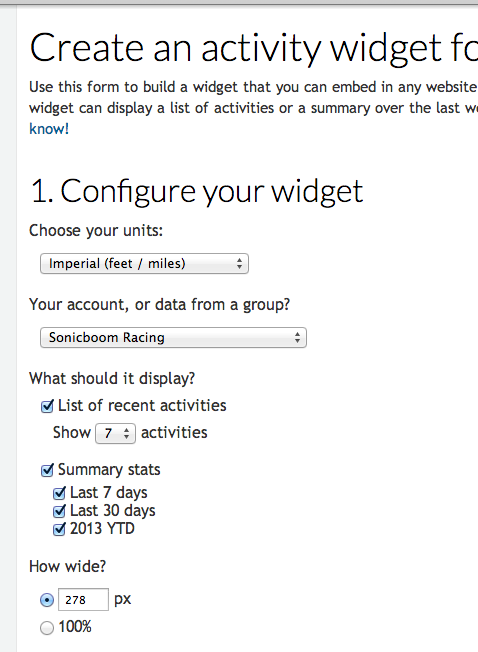 Create an activity widget fo
Use this form to build a widget that you can embed in any website
widget can display a list of activities or a summary over the last we
know!
1. Configure your widget
Choose your units:
Imperial (feet / miles)
Your account, or data from a group?
Sonicboom Racing
What should it display?
List of recent activities
Show 7 activities
Summary stats
Last 7 days
Last 30 days
2013 YTD
How wide?
278 px
100%